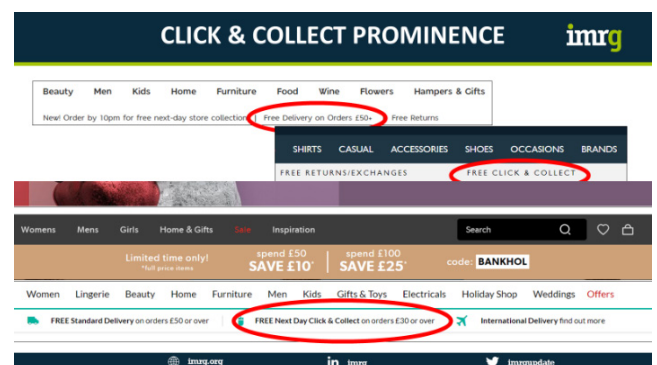 CLICK & COLLECT PROMINENCE
imrg
Beauty Men Kids Home Furniture Food Wine Flowers Hampers & Gifts
New! Order by 10pm for free next-day store collection | Free Delivery on Orders £50+ Free Returns
SHIRTS CASUAL ACCESSORIES SHOES OCCASIONS BRANDS
FREE RETURNS/EXCHANGES FREE CLICK & COLLECT
Womens Mens Girls Home & Gifts Sale Inspiration Search
Limited time only! spend £50 spend £100
*full price items SAVE £10* SAVE £25* code: BANKHOL
Women Lingerie Beauty Home Furniture Men Kids Gifts & Toys Electricals Holiday Shop Weddings Offers
FREE Standard Delivery on orders £50 or over FREE Next Day Click & Collect on orders £30 or over International Delivery find out more
imrg.org in imrg imrgupdate